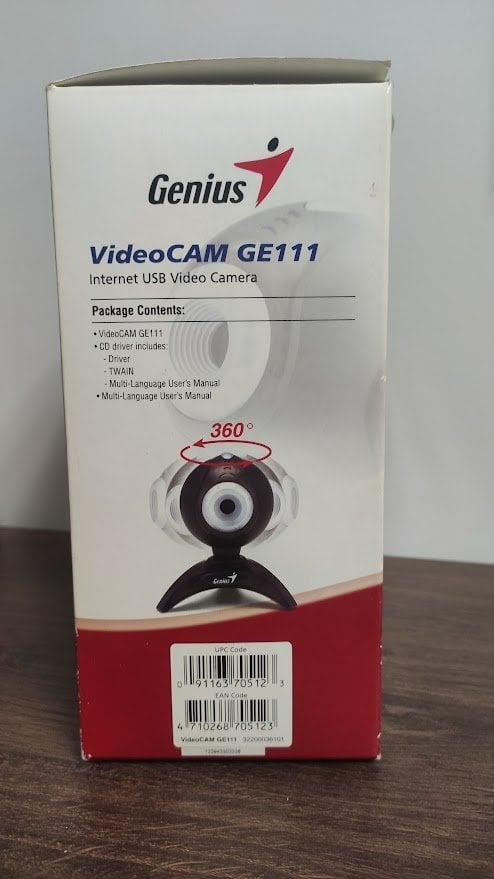 Genius
VideoCAM GE111
Internet USB Video Camera
Package Contents:
• VideoCAM GE111
• CD driver includes:
- Driver
- TWAIN
- Multi-Language User's Manual
• Multi-Language User's Manual
360°
Genius
UPC Code
0 91163 70512 3
EAN Code
4 710268 705123
VideoCAM GE111 32200036101